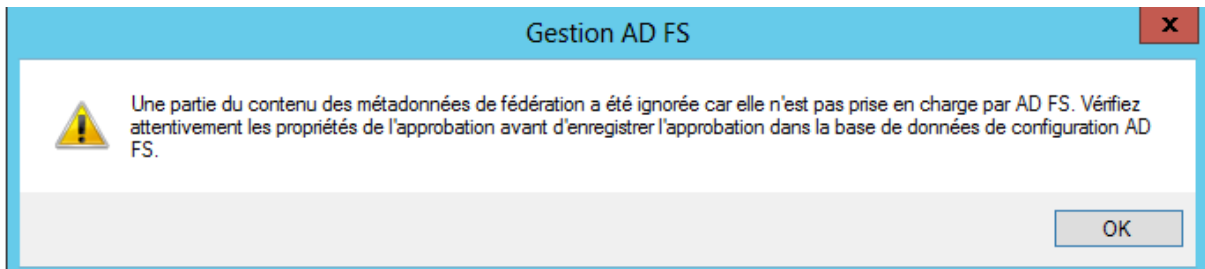 Gestion AD FS
x
Une partie du contenu des métadonnées de fédération a été ignorée car elle n'est pas prise en charge par AD FS. Vérifiez
attentivement les propriétés de l'approbation avant d'enregistrer l'approbation dans la base de données de configuration AD
FS.
OK